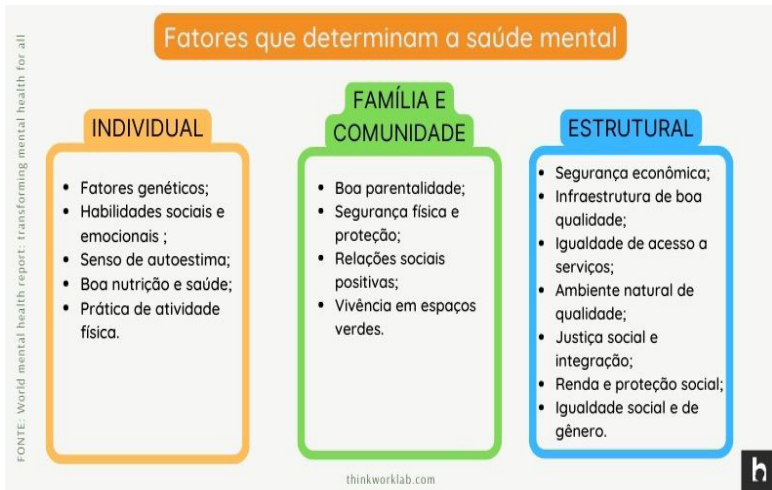 Fatores que determinam a saúde mental
INDIVIDUAL
• Fatores genéticos;
• Habilidades sociais e
emocionais ;
• Senso de autoestima;
• Boa nutrição e saúde;
• Prática de atividade
física.
FAMÍLIA E
COMUNIDADE
• Boa parentalidade;
• Segurança física e
proteção;
• Relações sociais
positivas;
• Vivência em espaços
verdes.
ESTRUTURAL
• Segurança econômica;
• Infraestrutura de boa
qualidade;
• Igualdade de acesso a
serviços;
• Ambiente natural de
qualidade;
• Justiça social e
integração;
• Renda e proteção social;
• Igualdade social e de
gênero.
FONTE: World mental health report: transforming mental health for all
thinkworklab.com
h